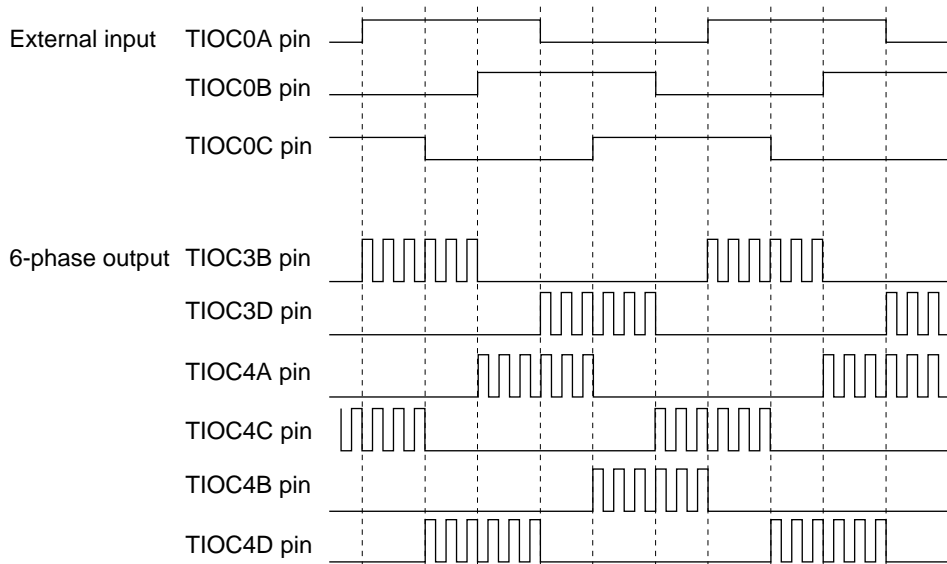 External input TIOC0A pin
TIOC0B pin
TIOC0C pin
6-phase output TIOC3B pin
TIOC3D pin
TIOC4A pin
TIOC4C pin
TIOC4B pin
TIOC4D pin